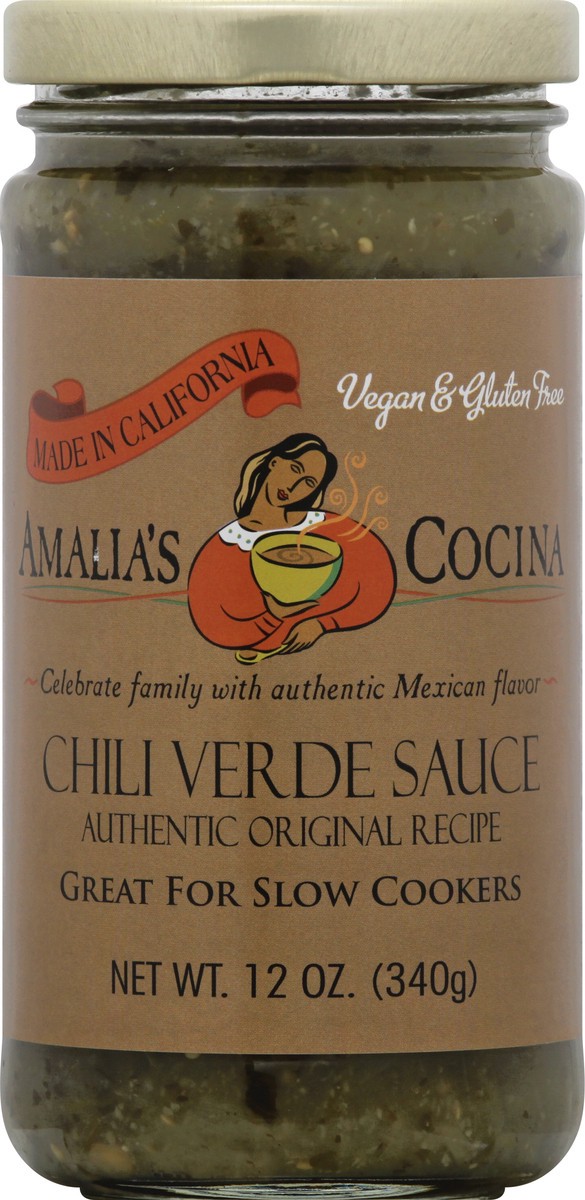 MADE IN CALIFORNIA
Vegan & Gluten Free
AMALIA'S COCINA
~Celebrate family with authentic Mexican flavor~
CHILI VERDE SAUCE
AUTHENTIC ORIGINAL RECIPE
GREAT FOR SLOW COOKERS
NET WT. 12 OZ. (340g)